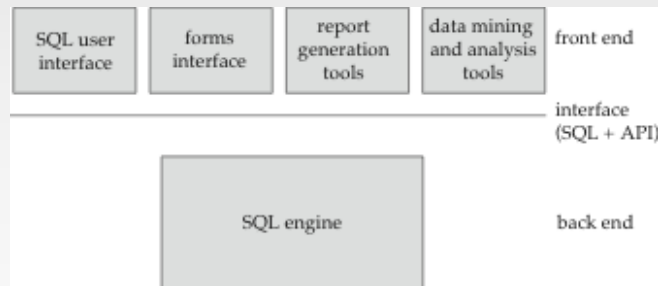 SQL user
interface
forms
interface
report
generation
tools
data mining
and analysis
tools
front end
interface
(SQL + API)
SQL engine
back end